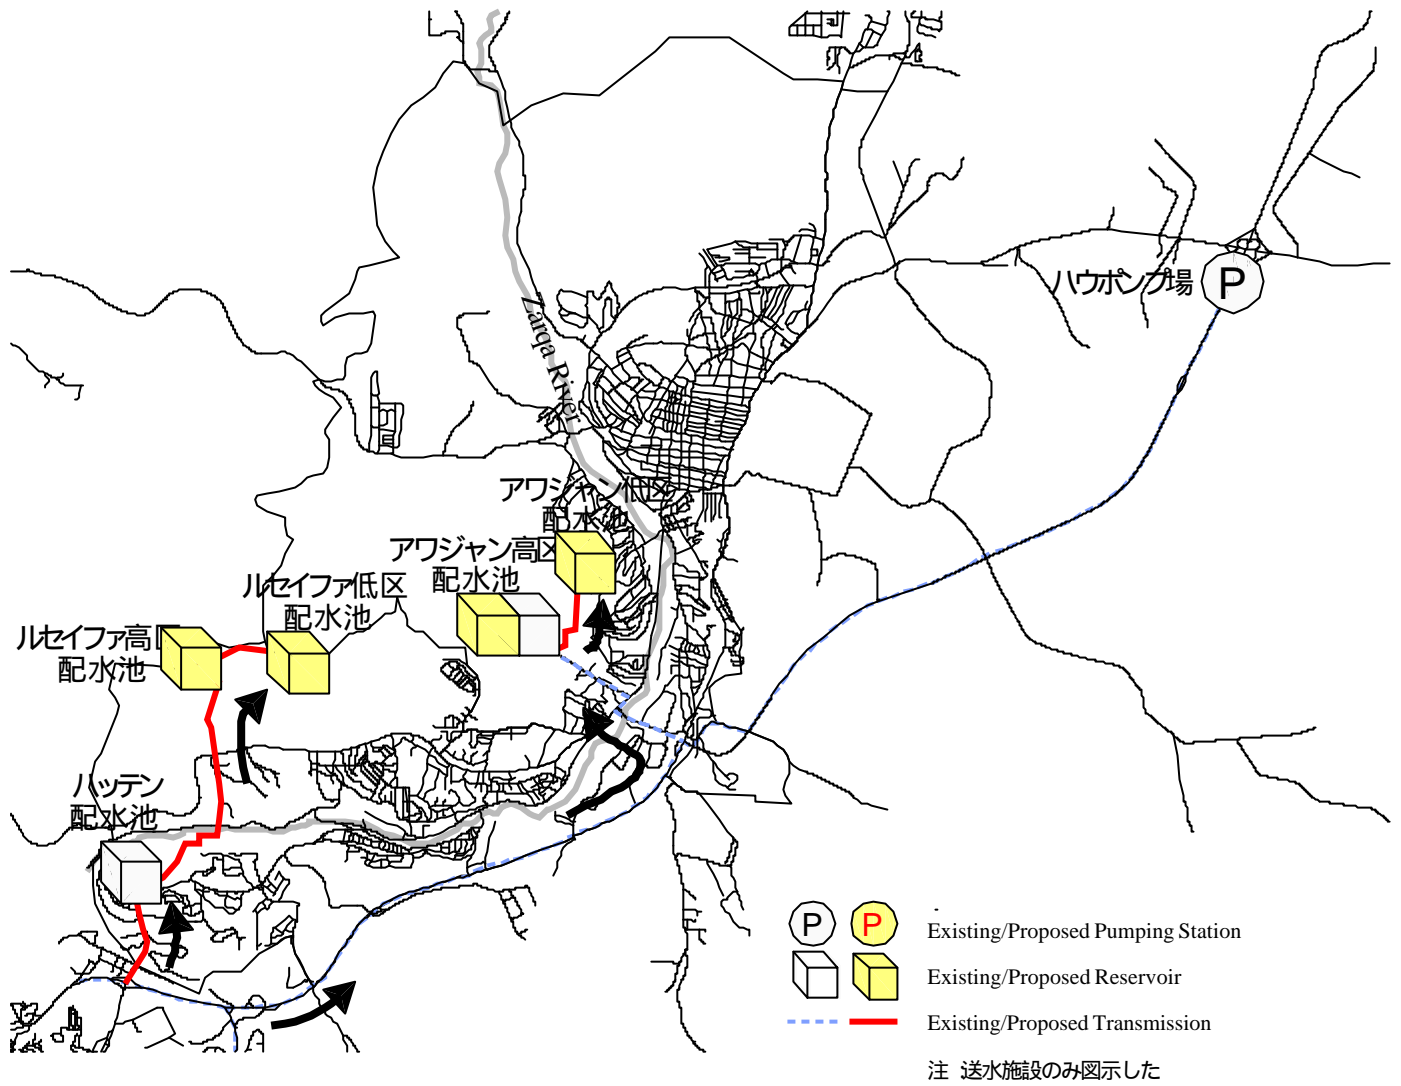 ハウポンプ場
P
Zarqa River
アワジャン低区
配水池
アワジャン高区
配水池
ルセイファ低区
配水池
ルセイファ高区
配水池
ハッテン
配水池
P P Existing/Proposed Pumping Station
Existing/Proposed Reservoir
Existing/Proposed Transmission
注 送水施設のみ図示した